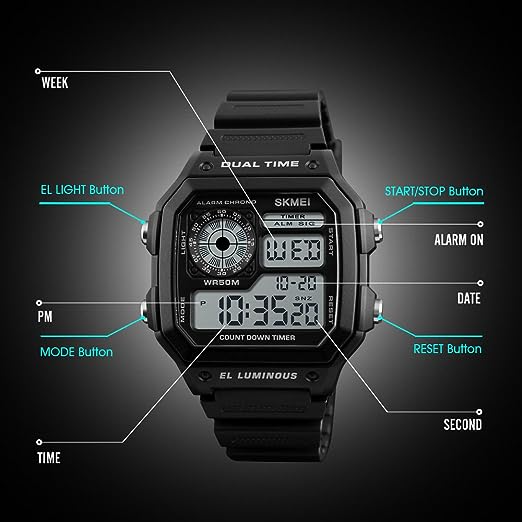 WEEK
DUAL TIME
EL LIGHT Button
START/STOP Button
ALARM CHRONO
SKMEI
TIMER
ALM SIG
LIGHT
START
WED
ALARM ON
WR50M
10-20
DATE
PM
P
10:35 20
SNZ
MODE
RESET
COUNT DOWN TIMER
MODE Button
RESET Button
EL LUMINOUS
SECOND
TIME